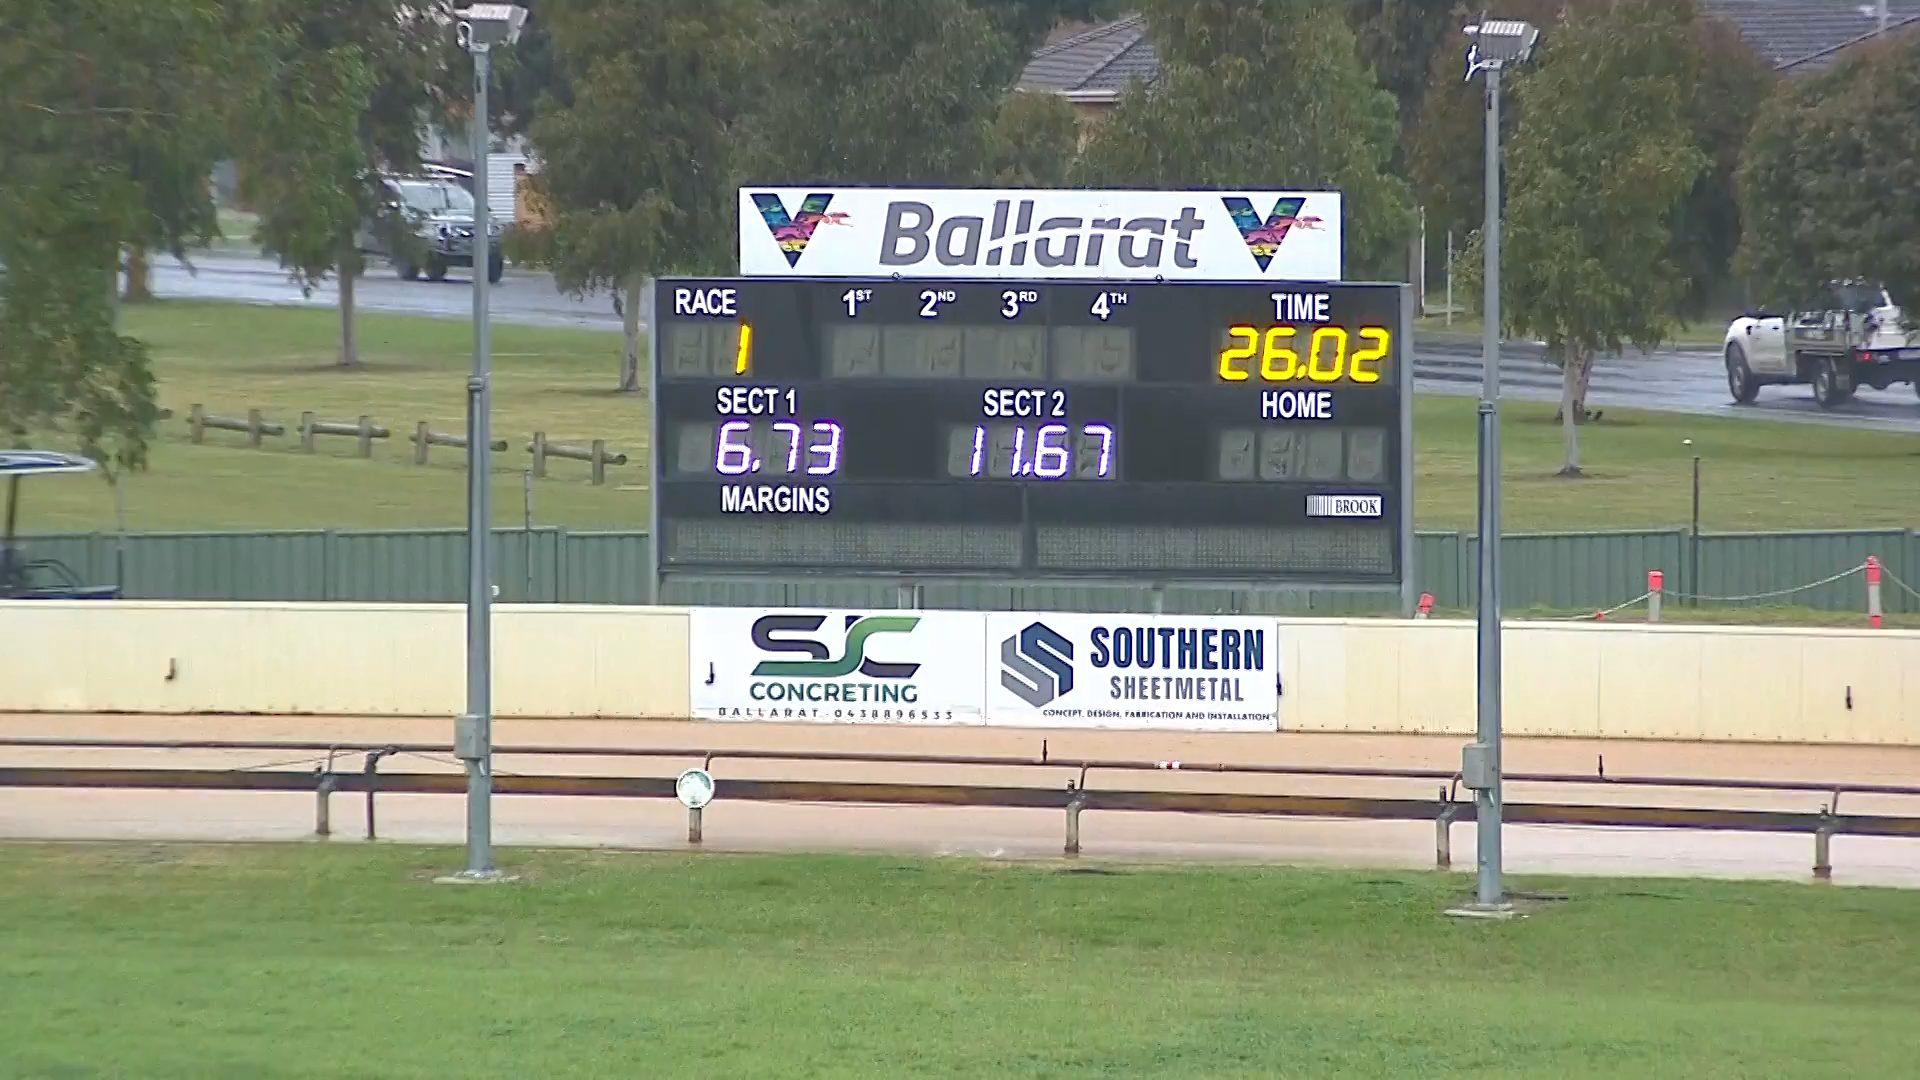 Ballarat
RACE 1ST 2ND 3RD 4TH TIME
1 26.02
SECT 1 SECT 2 HOME
6.73 11.67
MARGINS
BROOK
SJC
CONCRETING
BALLARAT 0438896533
SOUTHERN
SHEETMETAL
CONCEPT, DESIGN, FABRICATION AND INSTALLATION